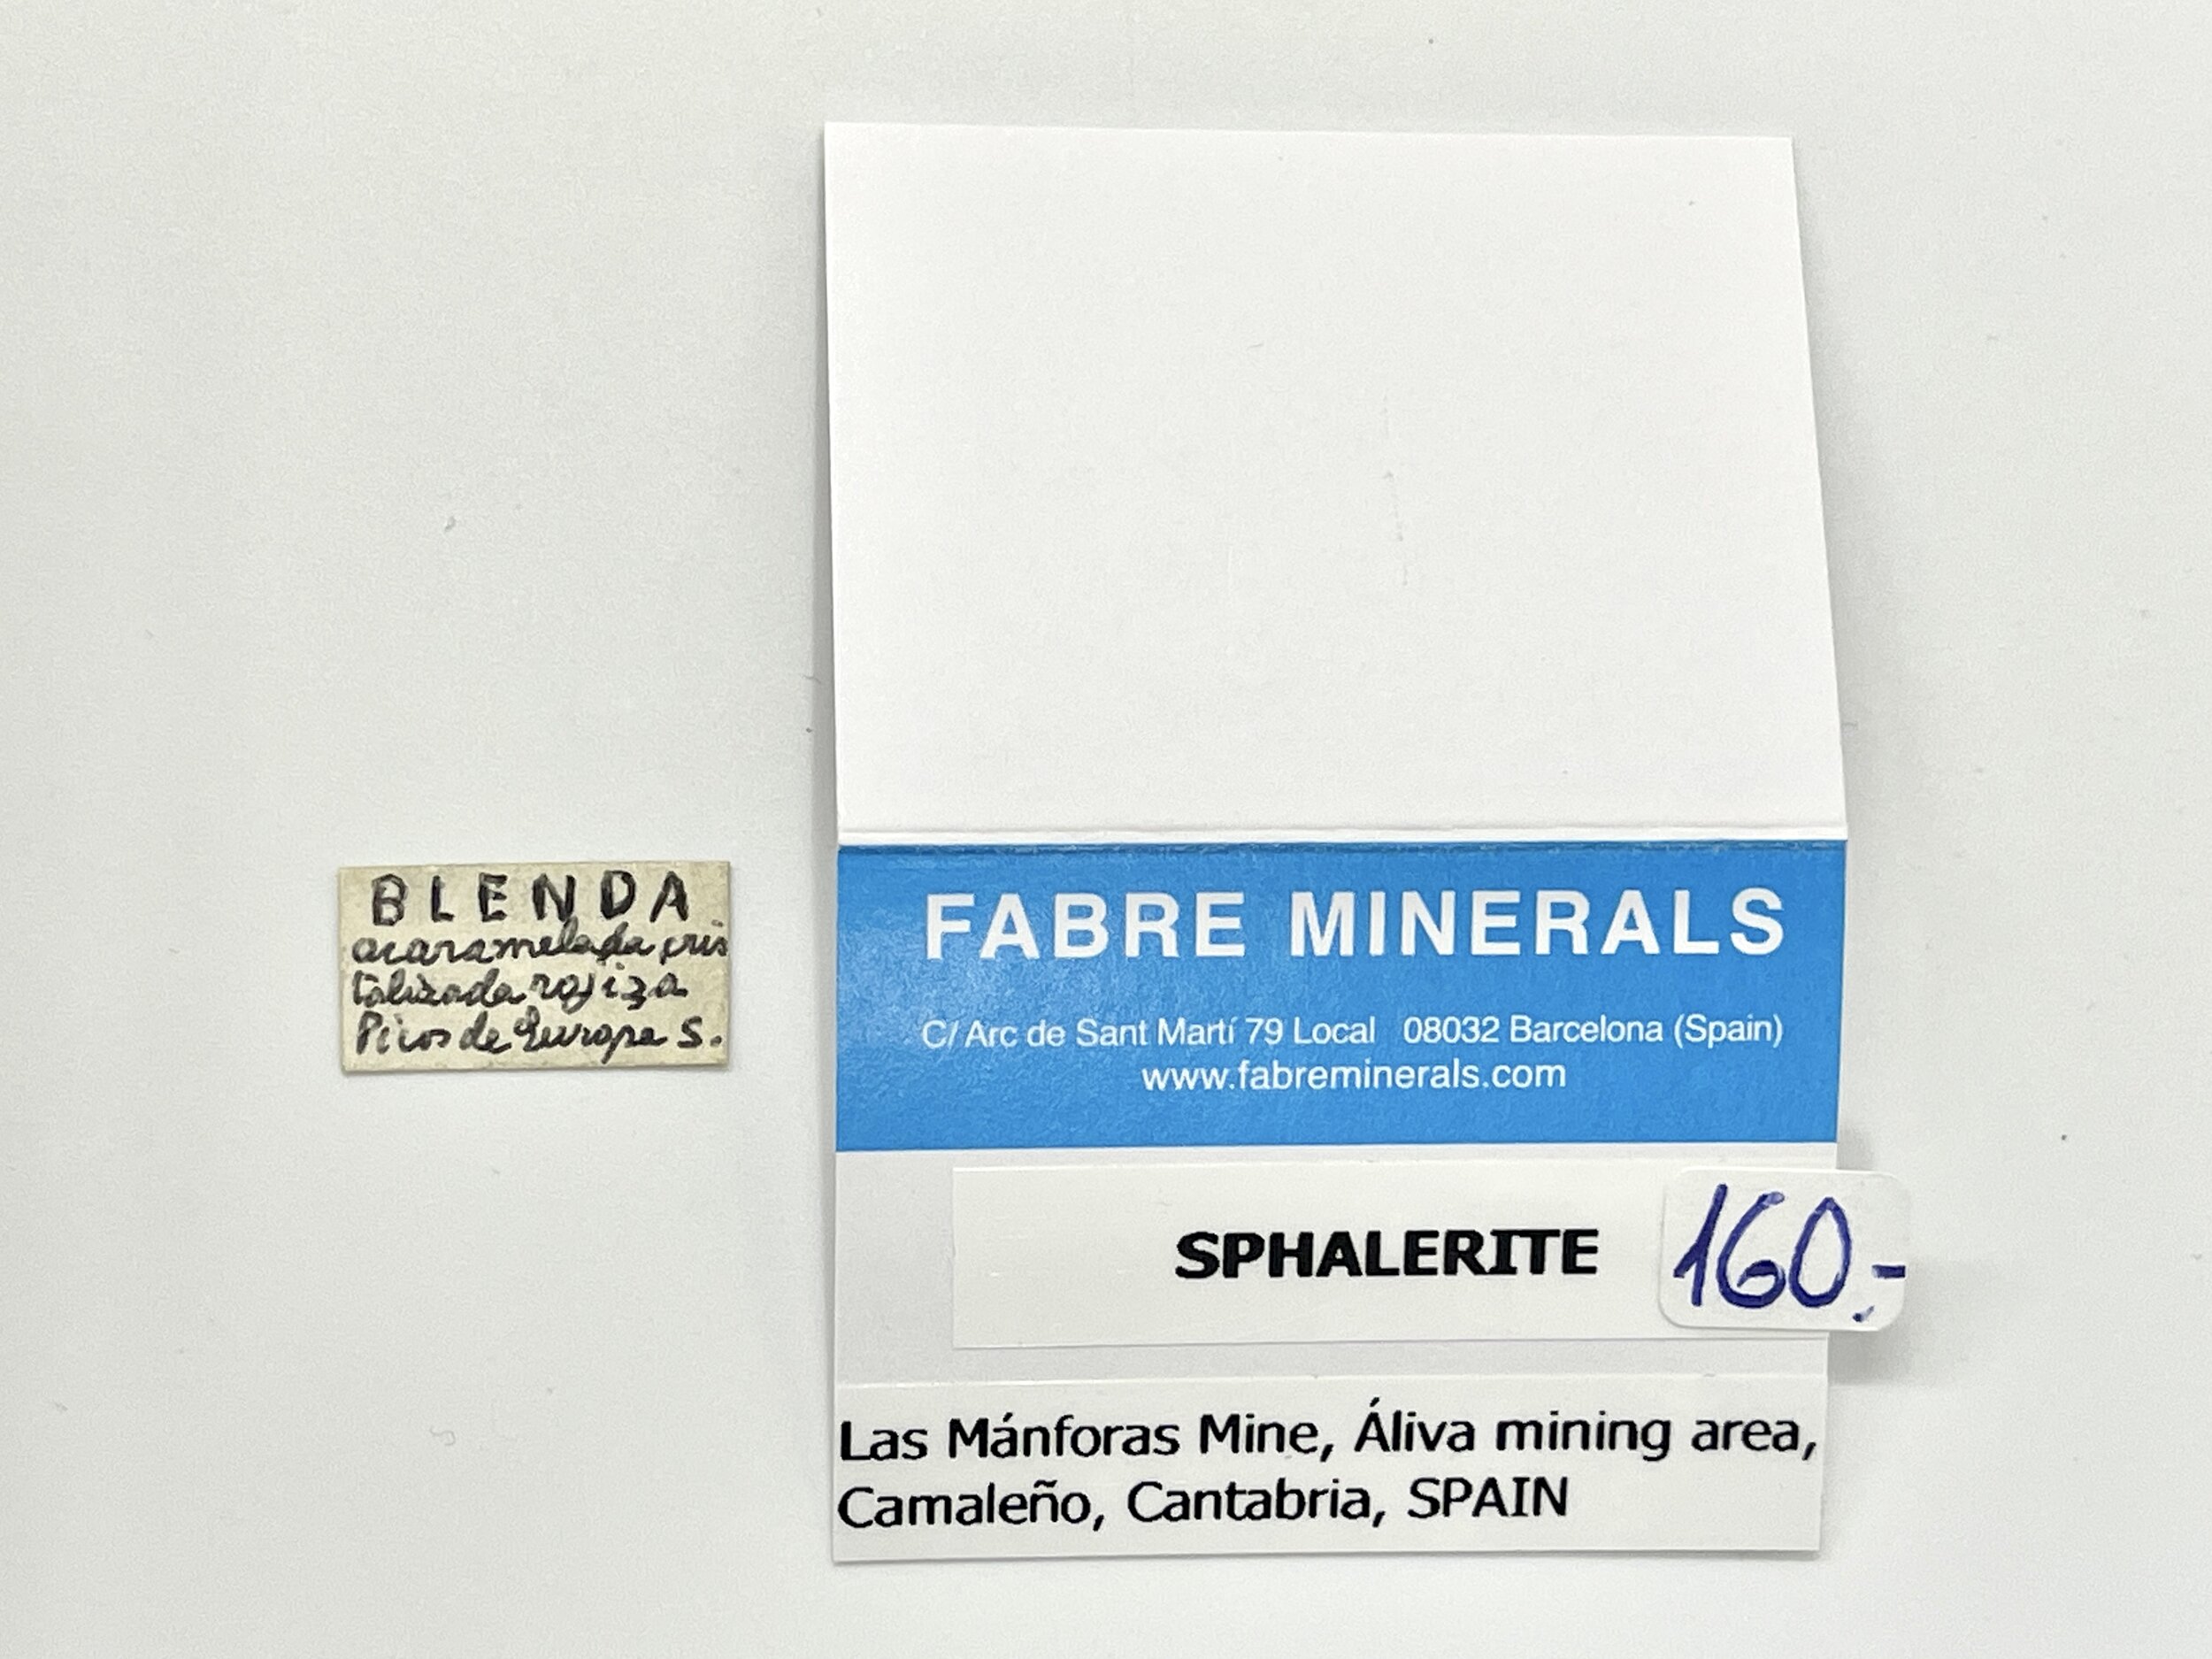 BLENDA
acaramelada cris
talizada rojiza
Picos de Europa S.
FABRE MINERALS
C/ Arc de Sant Martí 79 Local 08032 Barcelona (Spain)
www.fabreminerals.com
SPHALERITE
160.-
Las Mánforas Mine, Áliva mining area,
Camaleño, Cantabria, SPAIN